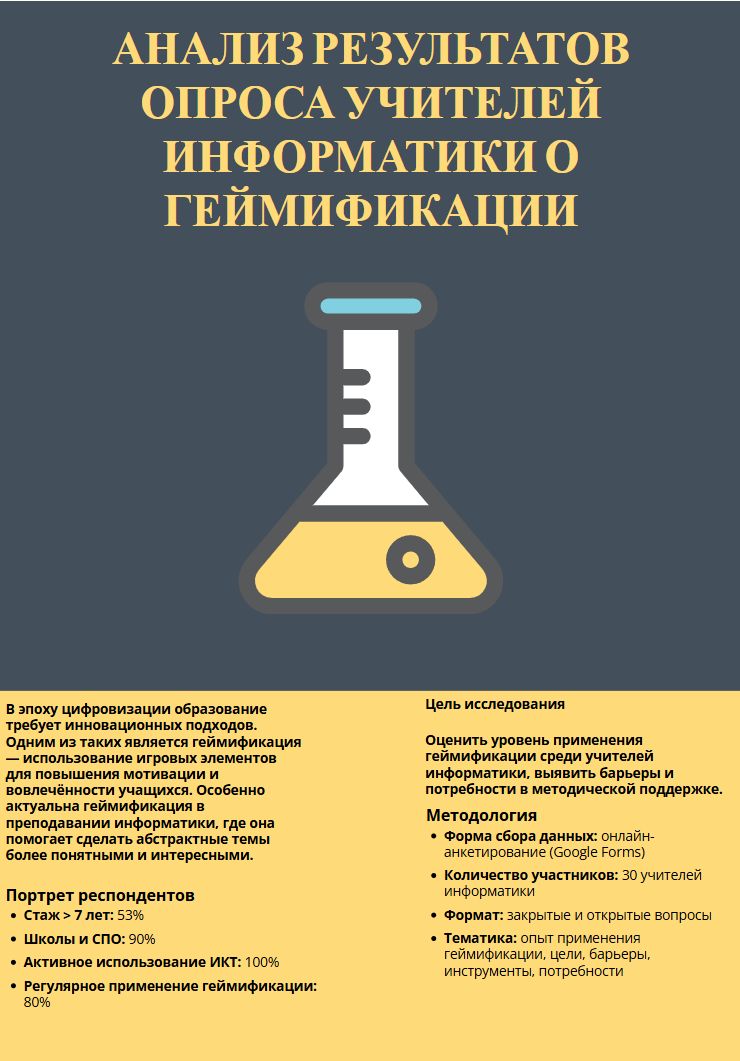 АНАЛИЗ РЕЗУЛЬТАТОВ
ОПРОСА УЧИТЕЛЕЙ
ИНФОРМАТИКИ О
ГЕЙМИФИКАЦИИ
В эпоху цифровизации образование
требует инновационных подходов.
Одним из таких является геймификация
— использование игровых элементов
для повышения мотивации и
вовлечённости учащихся. Особенно
актуальна геймификация в
преподавании информатики, где она
помогает сделать абстрактные темы
более понятными и интересными.
Портрет респондентов
• Стаж > 7 лет: 53%
• Школы и СПО: 90%
• Активное использование ИКТ: 100%
• Регулярное применение геймификации:
80%
Цель исследования
Оценить уровень применения
геймификации среди учителей
информатики, выявить барьеры и
потребности в методической поддержке.
Методология
• Форма сбора данных: онлайн-
анкетирование (Google Forms)
• Количество участников: 30 учителей
информатики
• Формат: закрытые и открытые вопросы
• Тематика: опыт применения
геймификации, цели, барьеры,
инструменты, потребности